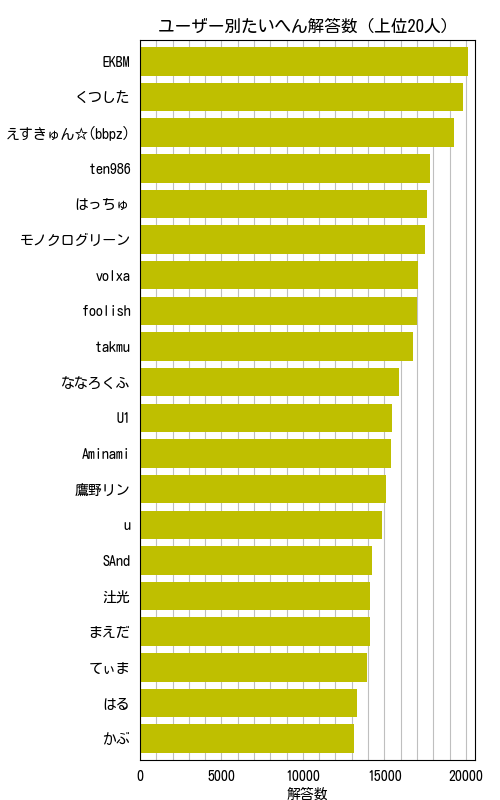 ユーザー別たいへん解答数（上位20人）
EKBM
くつした
えすきゅん☆(bbpz)
ten986
はっちゅ
モノクログリーン
volxa
foolish
takmu
ななろくふ
U1
Aminami
鷹野リン
u
SAnd
汢光
まえだ
てぃま
はる
かぶ
0 5000 10000 15000 20000
解答数